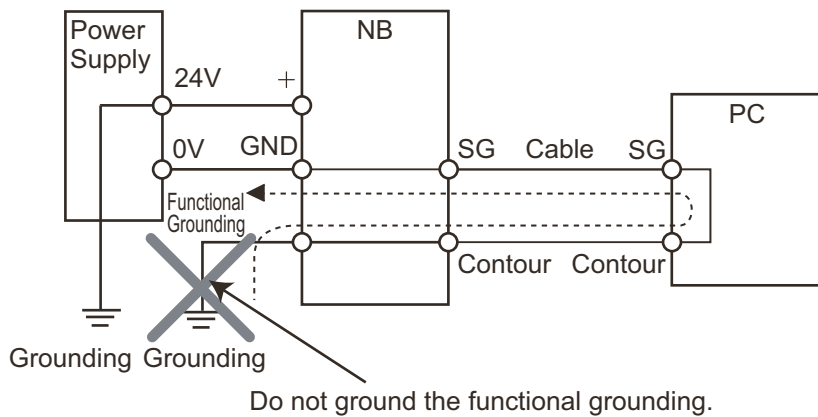 Power
Supply
NB
24V
+
PC
0V
GND
SG
Cable
SG
Functional
Grounding
Contour
Contour
Grounding
Grounding
Do not ground the functional grounding.